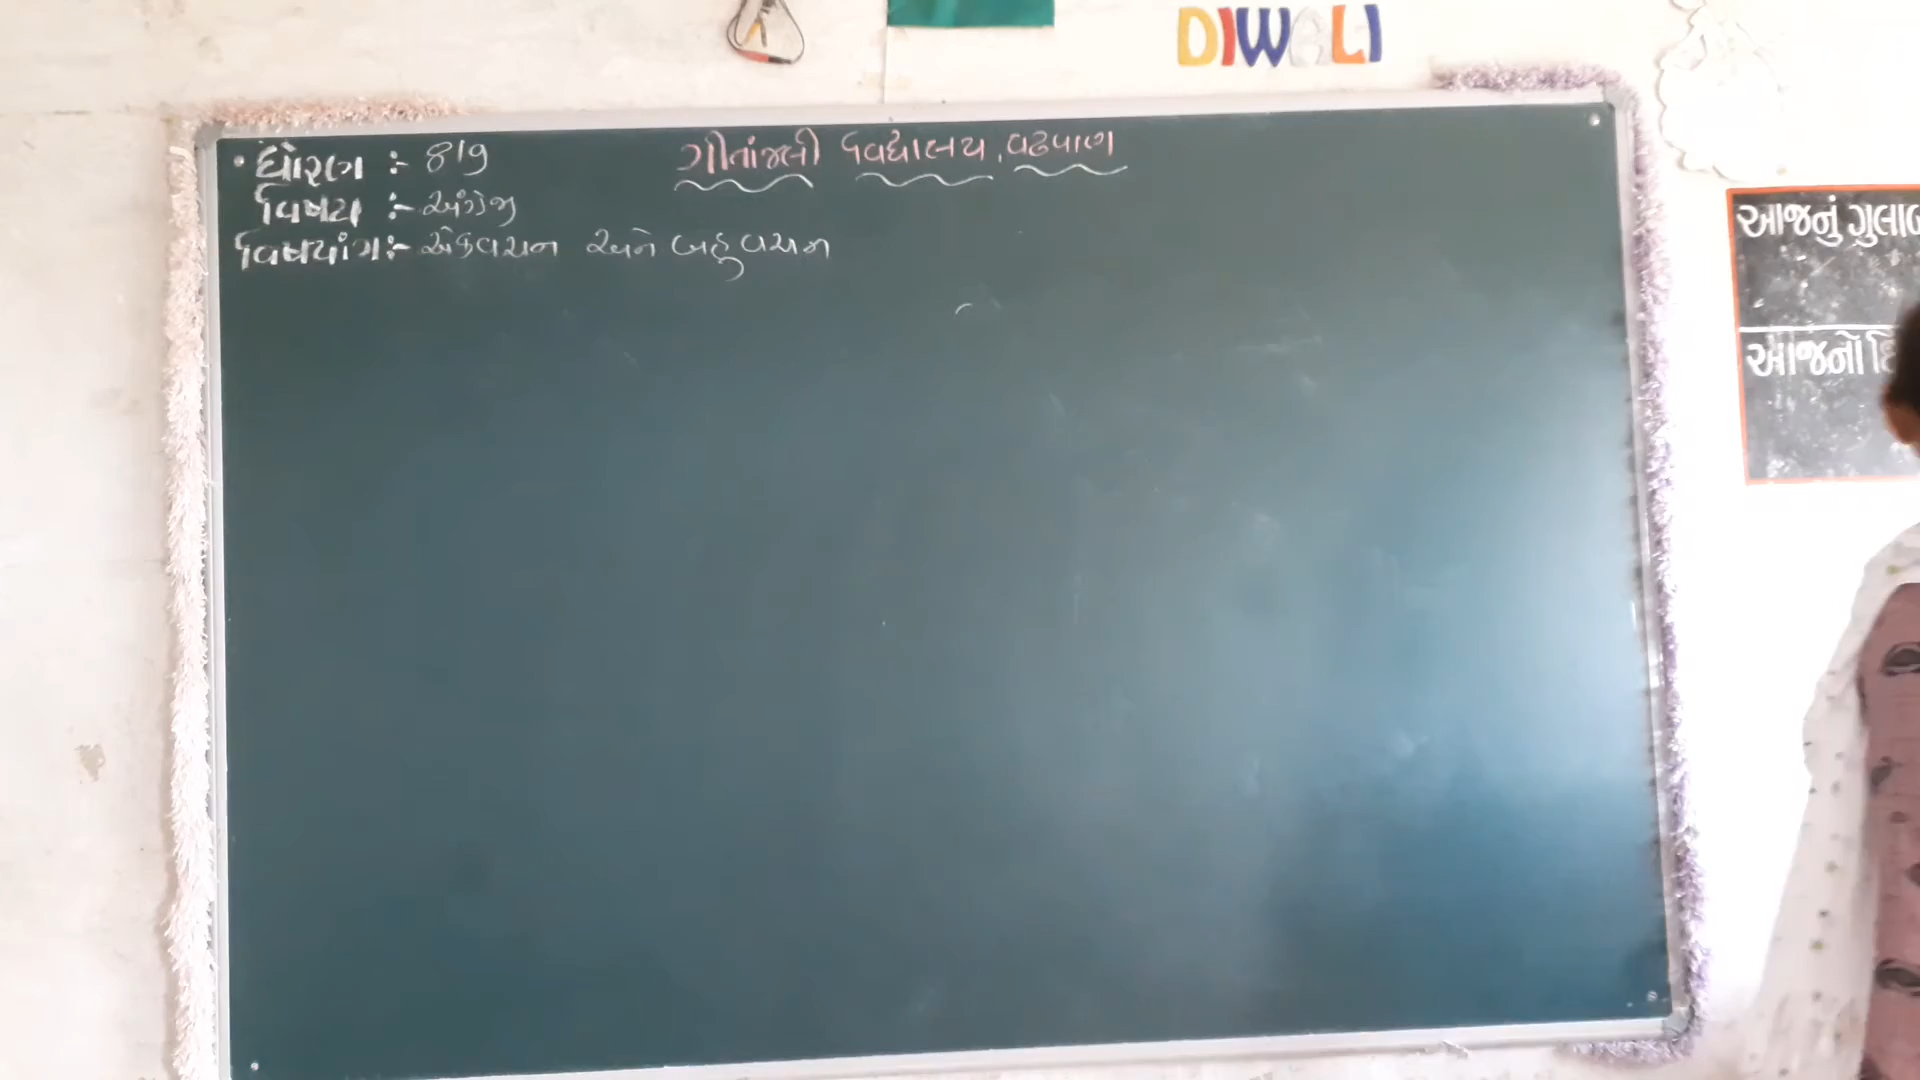 DIWALI
ગીતાંજલી વિદ્યાલય, વઢવાણ
ધોરણ :- 8/9
વિષય :- અંગ્રેજી
વિષયાંગ :- એકવચન અને બહુવચન
આજનું ગુલાબ
આજનો